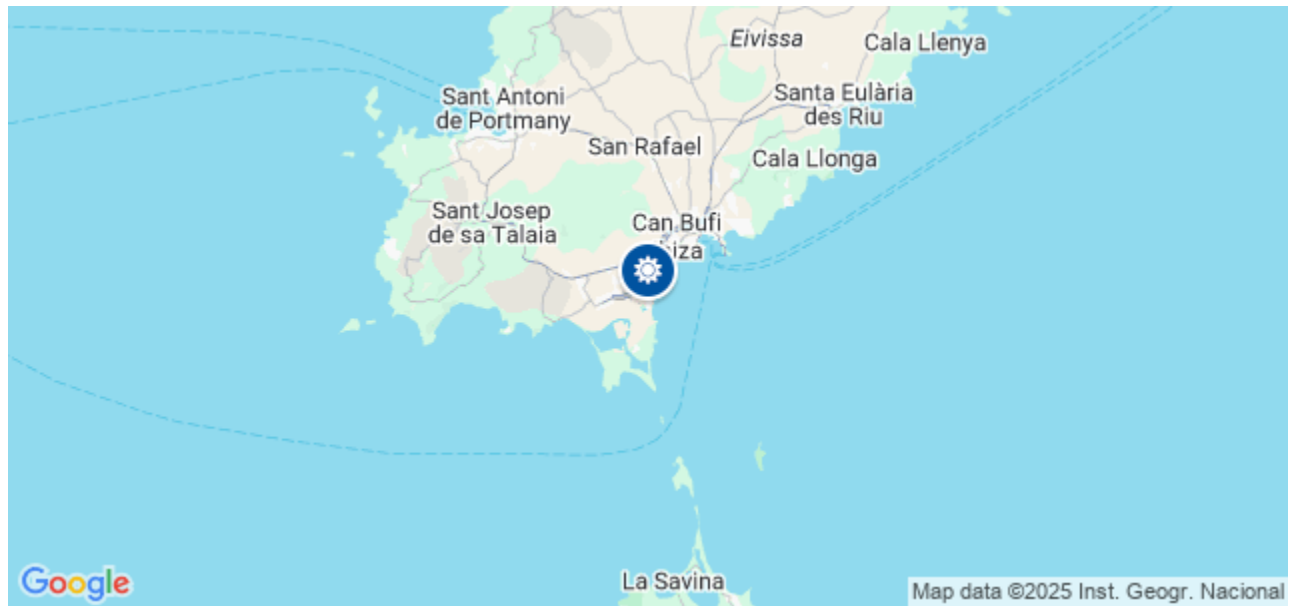 Eivissa
Cala Llenya
Sant Antoni
de Portmany
Santa Eulària
des Riu
San Rafael
Cala Llonga
Sant Josep
de sa Talaia
Can Bufi
La Savina
Google
Map data ©2025 Inst. Geogr. Nacional